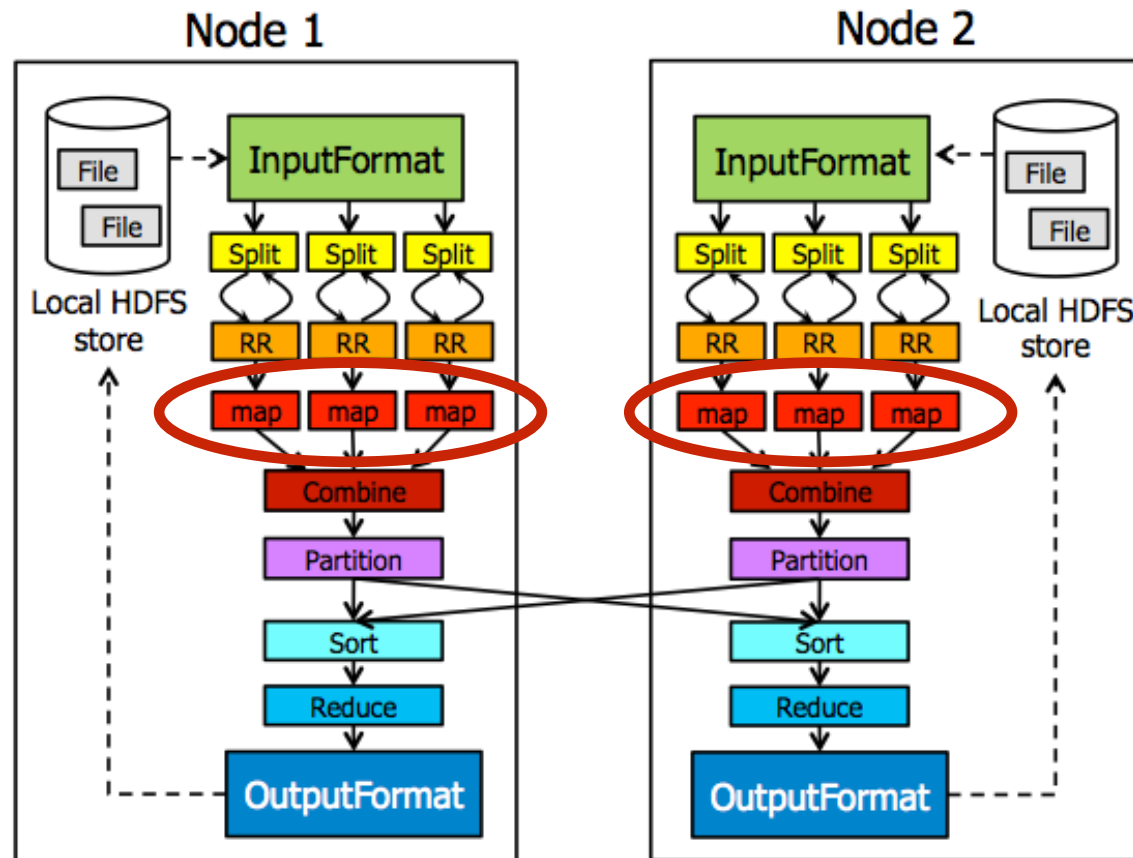 Node 1
File
File
Local HDFS
store
InputFormat
Split Split Split
RR RR RR
map map map
Combine
Partition
Sort
Reduce
OutputFormat
Node 2
InputFormat
File
File
Local HDFS
store
Split Split Split
RR RR RR
map map map
Combine
Partition
Sort
Reduce
OutputFormat